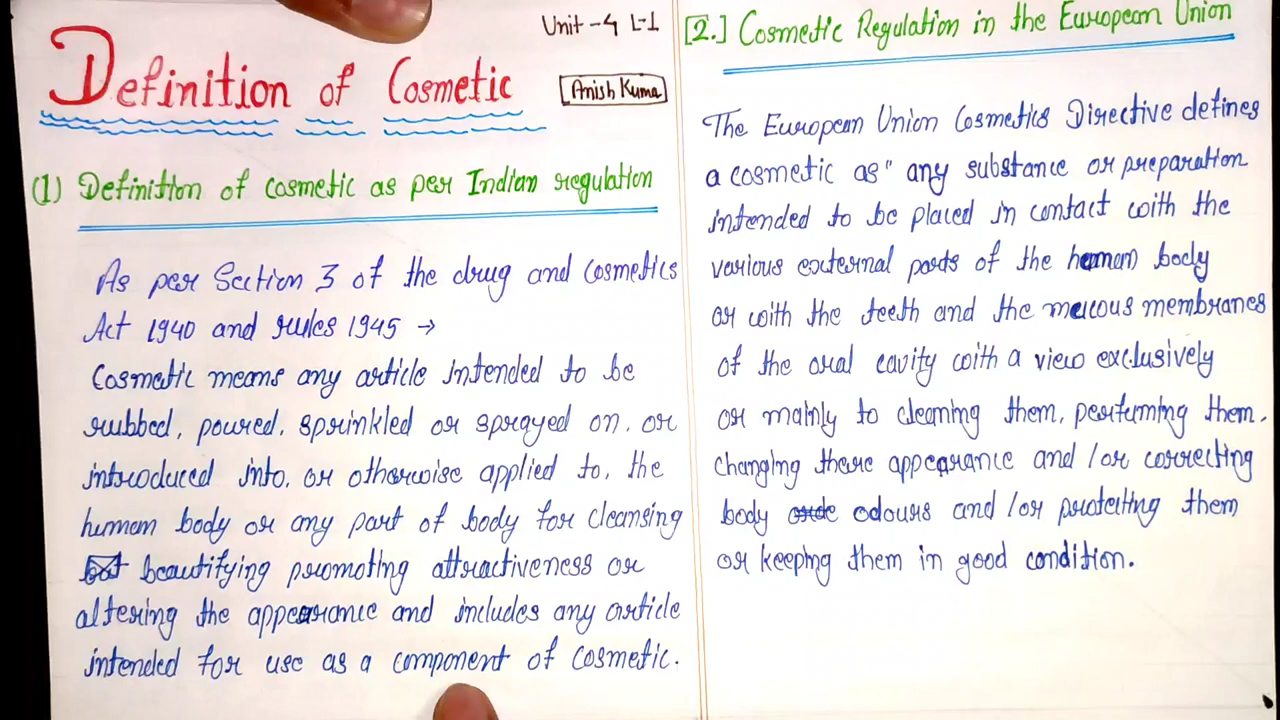 Unit-4 L-1
Definition of Cosmetic
Anish Kuma
(1) Definition of cosmetic as per Indian regulation
As per Section 3 of the drug and cosmetics
Act 1940 and rules 1945 →
Cosmetic means any article intended to be
rubbed, poured, sprinkled or sprayed on, or
introduced into, or otherwise applied to, the
human body or any part of body for cleansing
beautifying promoting attractiveness or
altering the appearance and includes any article
intended for use as a component of cosmetic.
[2.] Cosmetic Regulation in the European Union
The European Union Cosmetics Directive defines
a cosmetic as" any substance or preparation
intended to be placed in contact with the
various external parts of the human body
or with the teeth and the mucous membranes
of the oral cavity with a view exclusively
or mainly to cleaning them, perfuming them,
changing there appearance and /or correcting
body odours and /or protecting them
or keeping them in good condition.